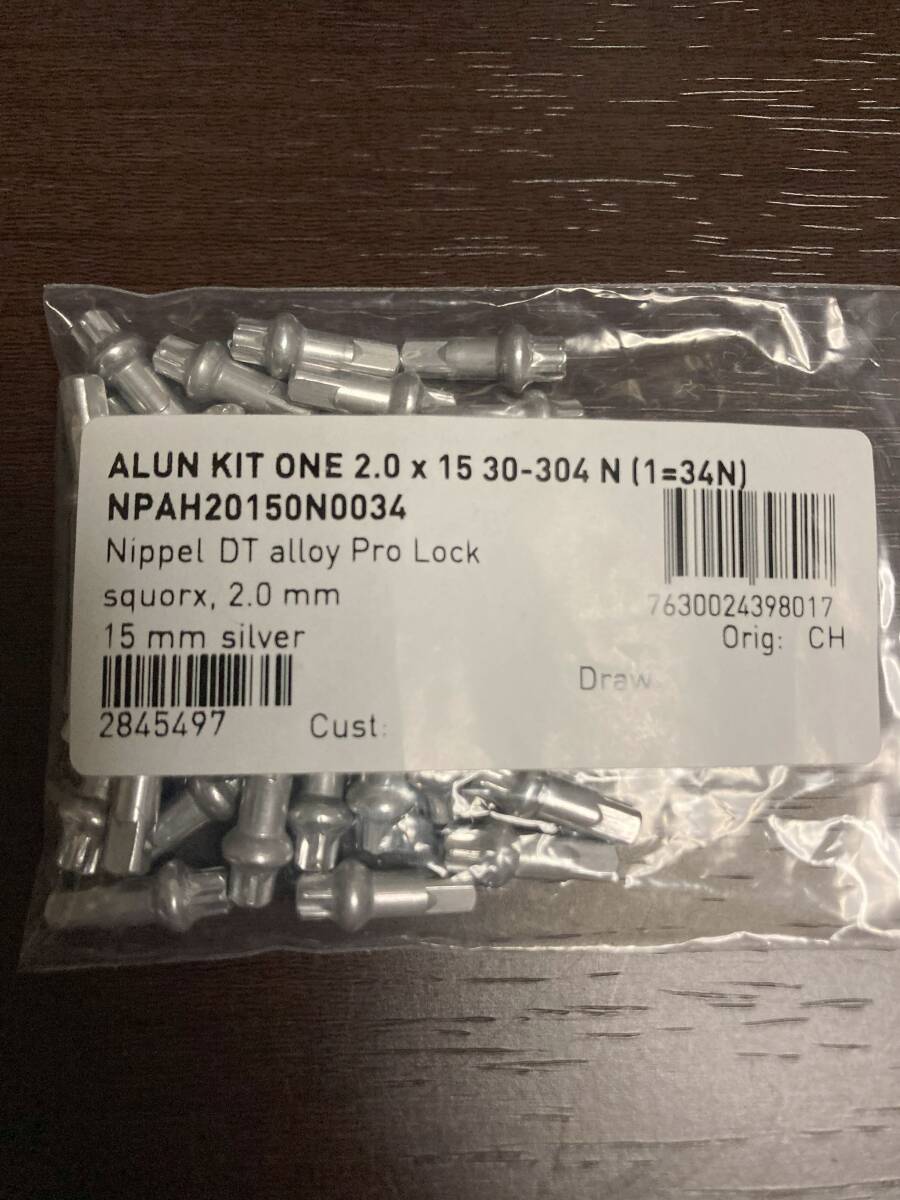 ALUN KIT ONE 2.0 x 15 30-304 N (1=34N)
NPAH20150N0034
Nippel DT alloy Pro Lock
squorx, 2.0 mm
7630024398017
15 mm silver
Orig: CH
Draw.
2845497
Cust: